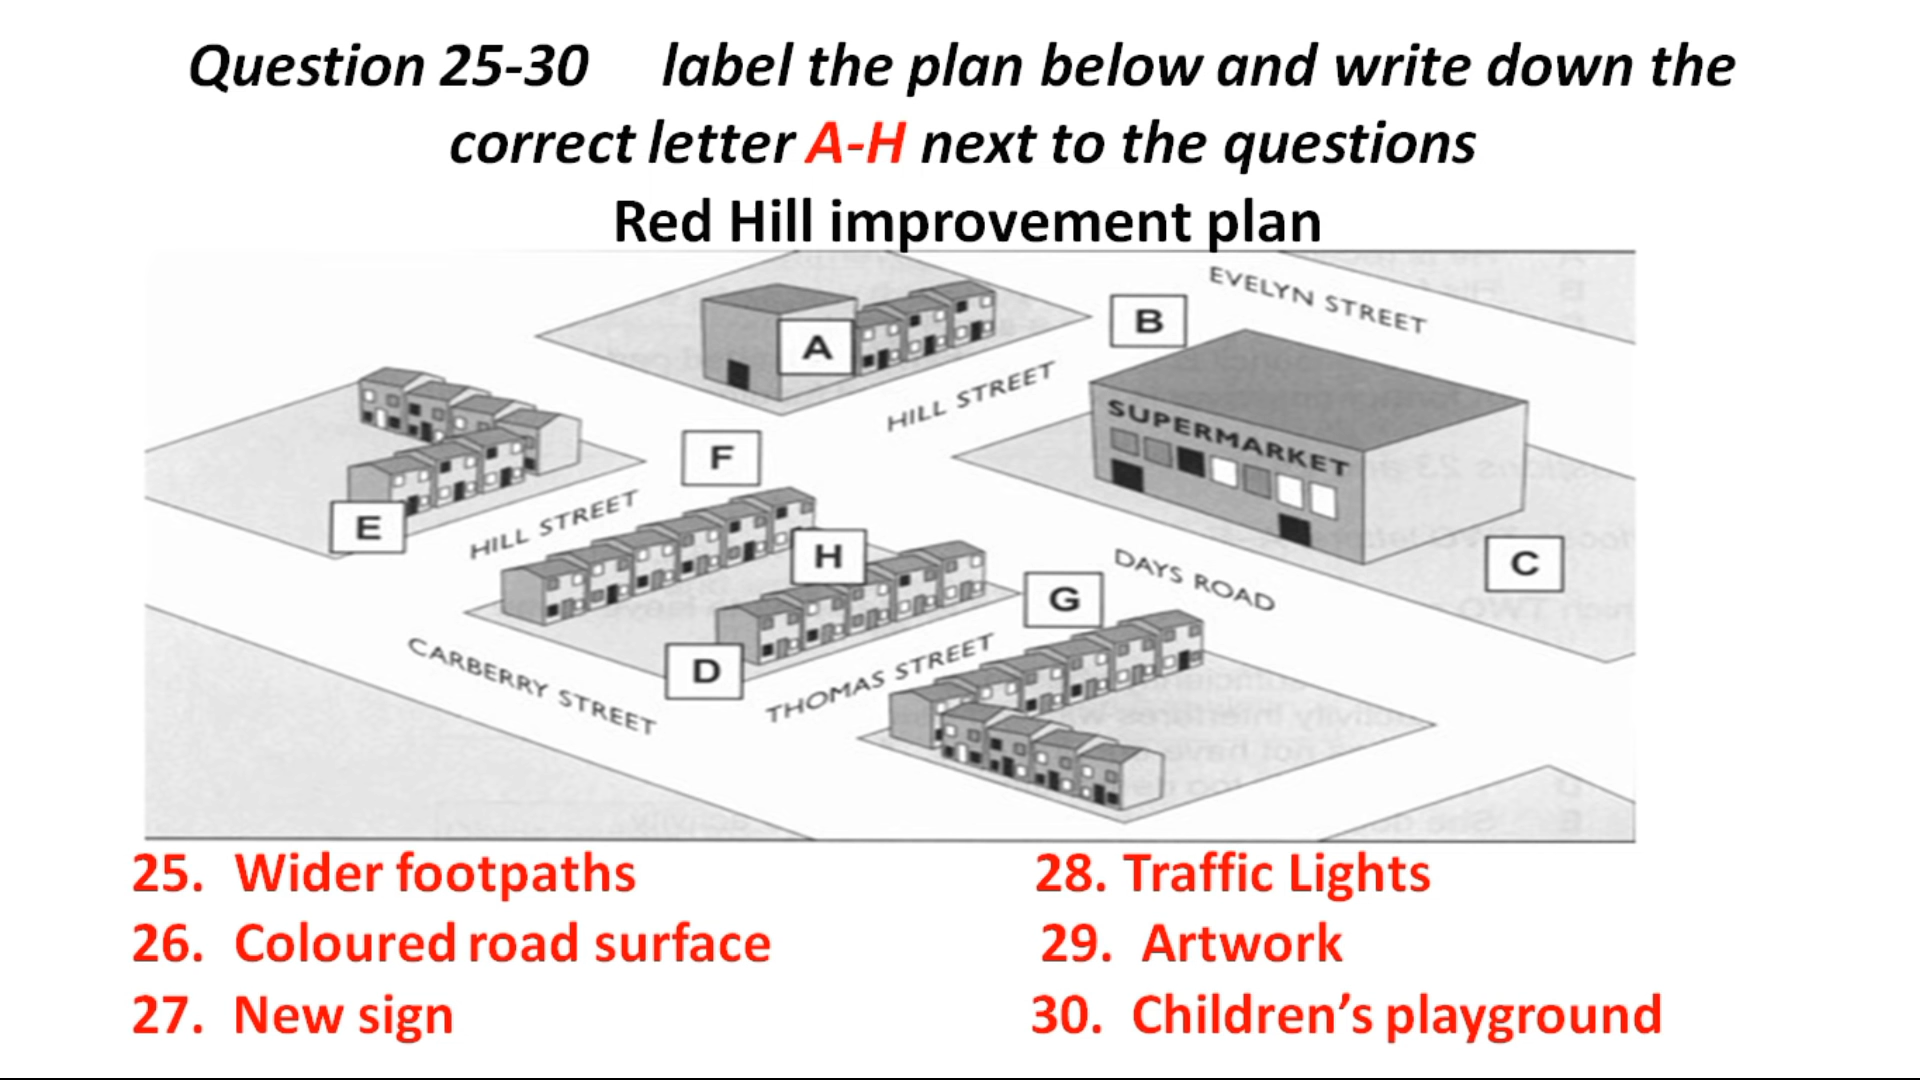 Question 25-30 label the plan below and write down the
correct letter A-H next to the questions
Red Hill improvement plan
EVELYN STREET
B
A
HILL STREET
SUPERMARKET
F
E
HILL STREET
H
C
DAYS ROAD
G
CARBERRY STREET
D
THOMAS STREET
25. Wider footpaths
28. Traffic Lights
26. Coloured road surface
29. Artwork
27. New sign
30. Children's playground